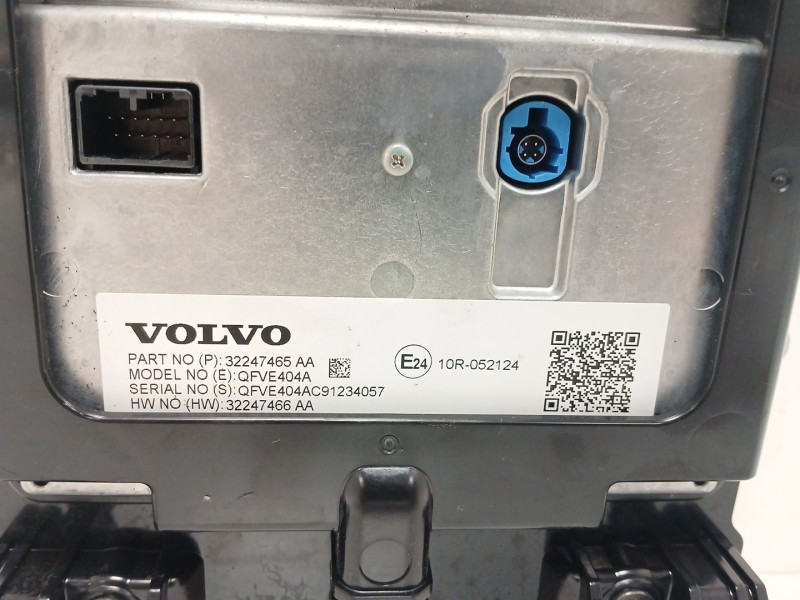 VOLVO
PART NO (P): 32247465 AA
MODEL NO (E): QFVE404A
SERIAL NO (S): QFVE404AC91234057
HW NO (HW): 32247466 AA
E24 10R-052124